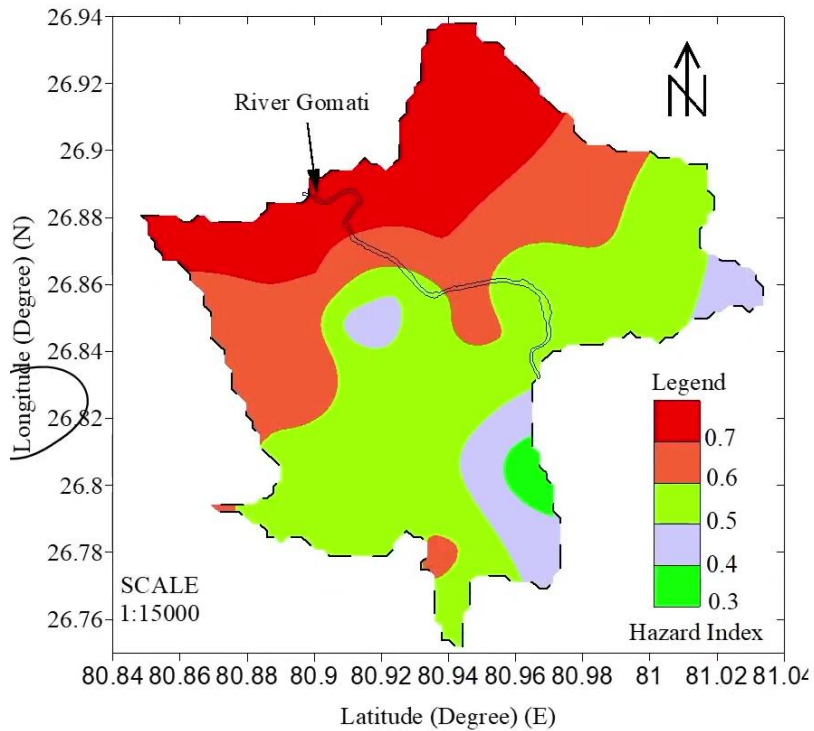 26.94
26.92
26.9
26.88
26.86
26.84
26.82
26.8
26.78
26.76
Longitude (Degree) (N)
River Gomati
N
Legend
0.7
0.6
0.5
0.4
0.3
Hazard Index
SCALE
1:15000
80.84 80.86 80.88 80.9 80.92 80.94 80.96 80.98 81 81.02 81.04
Latitude (Degree) (E)